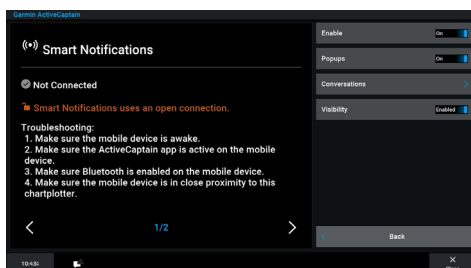 Garmin ActiveCaptain
Smart Notifications
Not Connected
Smart Notifications uses an open connection.
Troubleshooting:
1. Make sure the mobile device is awake.
2. Make sure the ActiveCaptain app is active on the mobile
device.
3. Make sure Bluetooth is enabled on the mobile device.
4. Make sure the mobile device is in close proximity to this
chartplotter.
1/2
Enable On
Popups On
Conversations
Visibility Enabled
Back